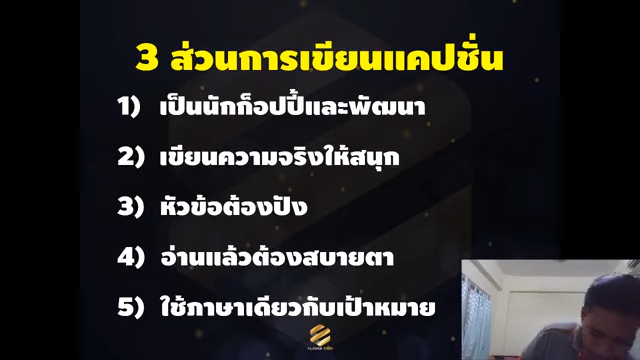 3 ส่วนการเขียนแคปชั่น
1) เป็นนักก็อปปี้และพัฒนา
2) เขียนความจริงให้สนุก
3) หัวข้อต้องปัง
4) อ่านแล้วต้องสบายตา
5) ใช้ภาษาเดียวกับเป้าหมาย